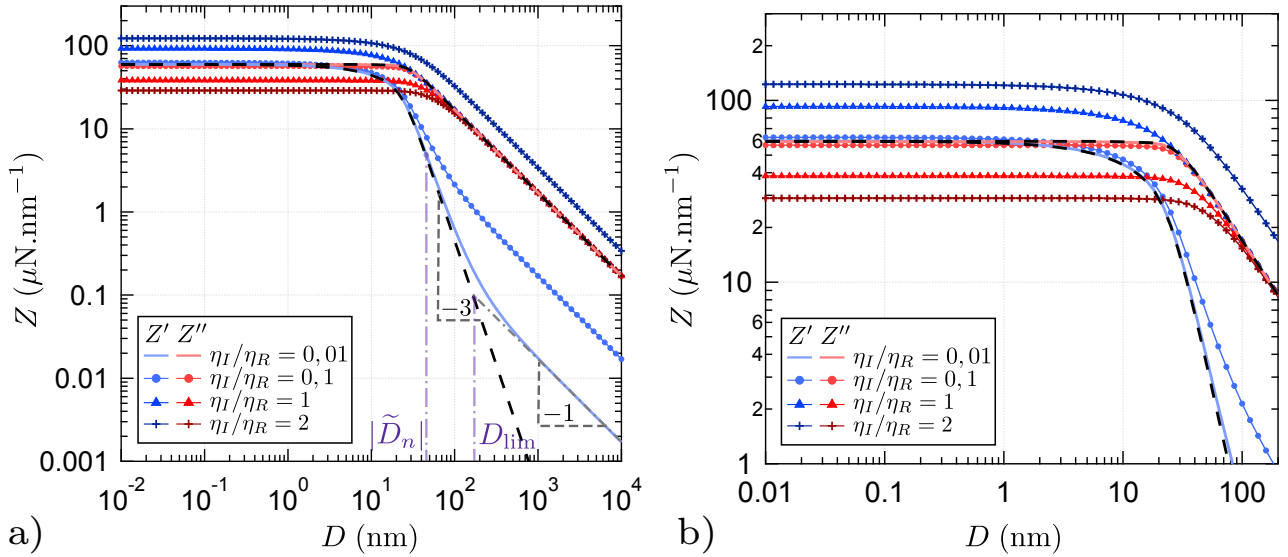 100
10
1
0.1
0.01
0.001
Z (μN.nm⁻¹)
−3
−1
Z′ Z″
η_I/η_R = 0,01
η_I/η_R = 0,1
η_I/η_R = 1
η_I/η_R = 2
|D̃_n|
D_lim
10⁻² 10⁻¹ 10⁰ 10¹ 10² 10³ 10⁴
D (nm)
a)
2
100
6
4
2
10
6
4
2
1
Z (μN.nm⁻¹)
Z′ Z″
η_I/η_R = 0,01
η_I/η_R = 0,1
η_I/η_R = 1
η_I/η_R = 2
0.01 0.1 1 10 100
D (nm)
b)